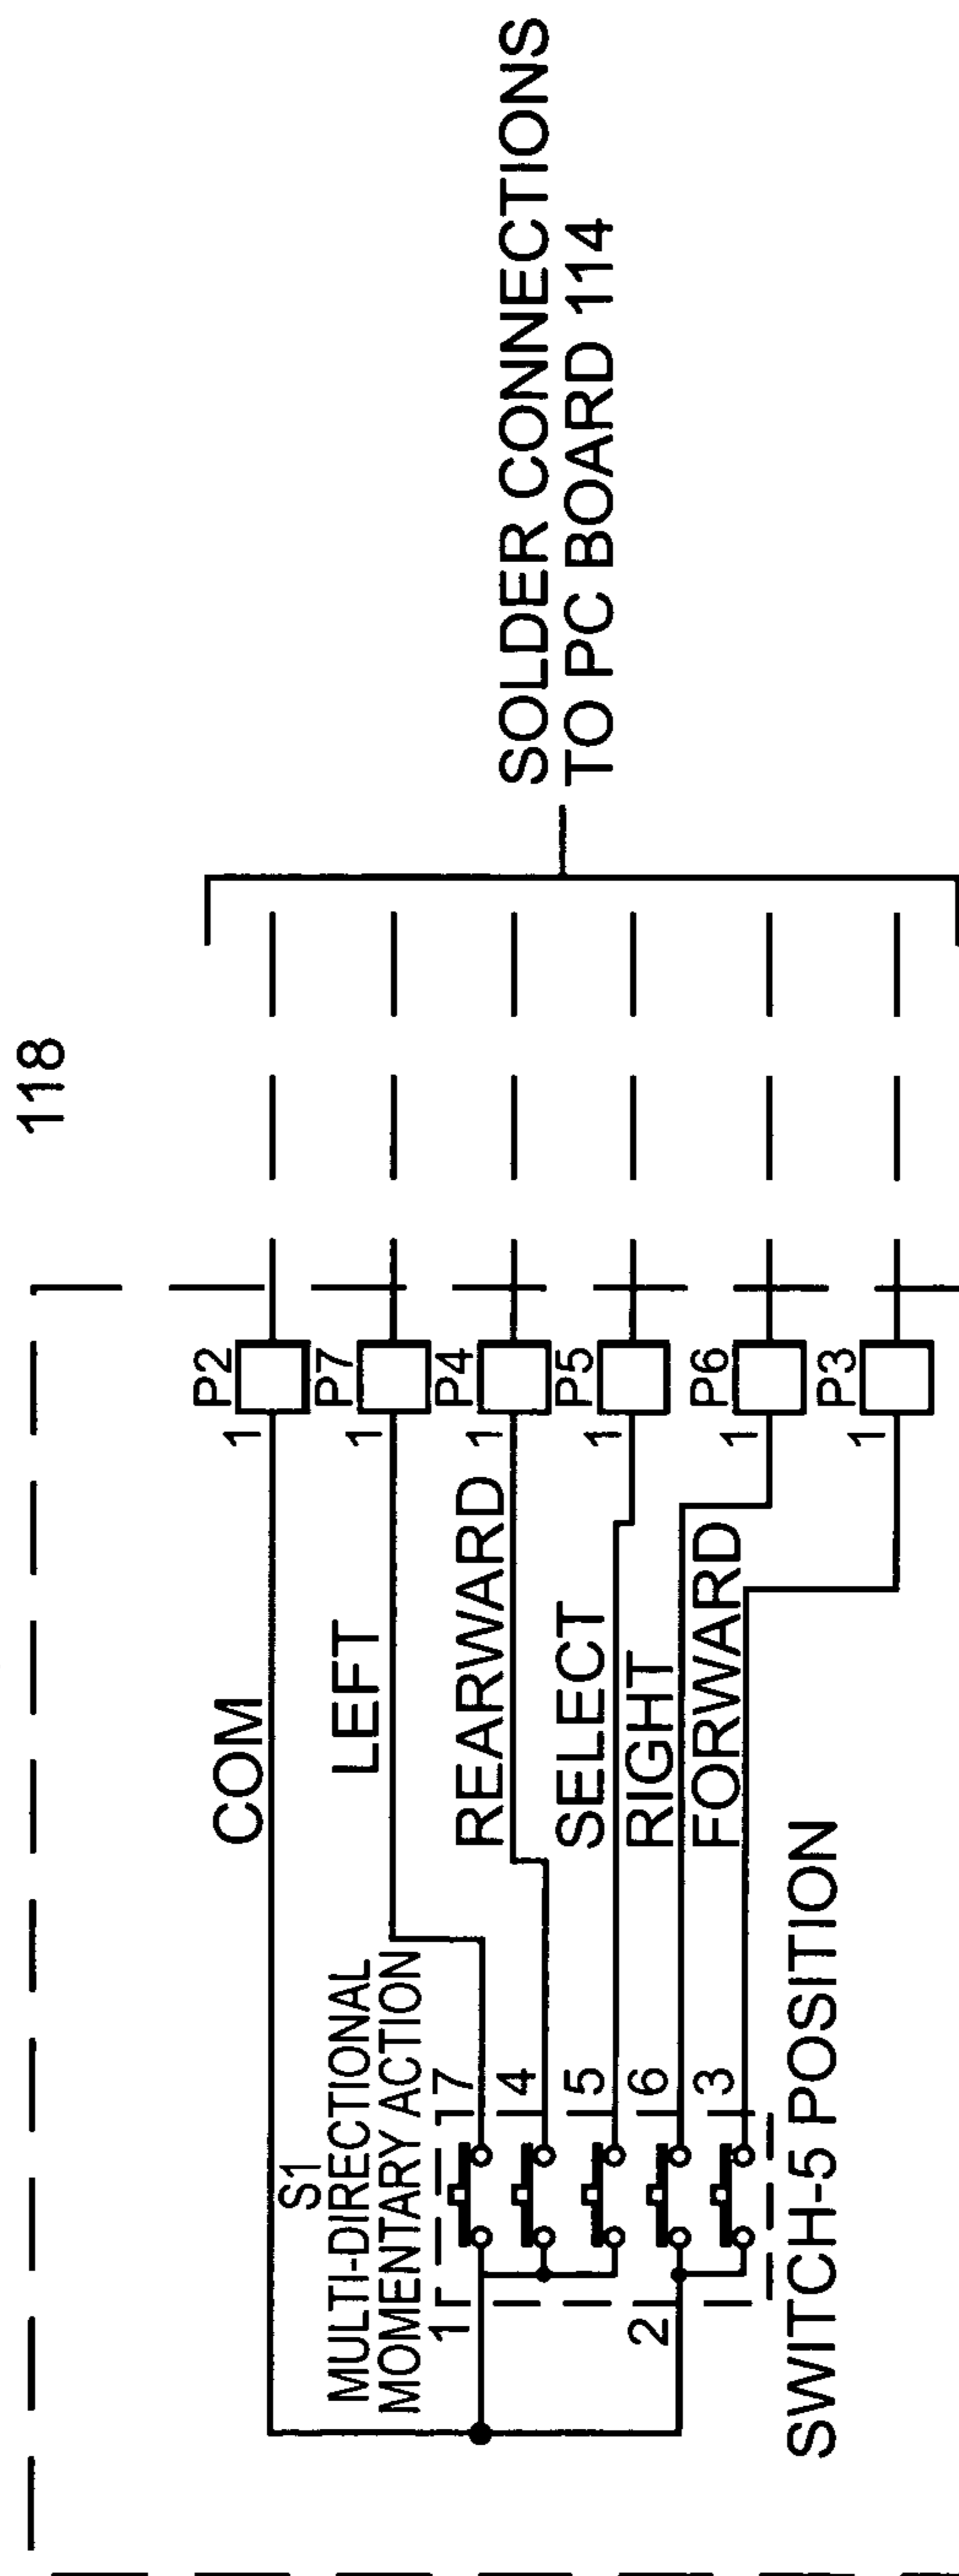 118
S1
MULTI-DIRECTIONAL
MOMENTARY ACTION
COM
1
P2
LEFT
1
P7
REARWARD
1
P4
SELECT
1
P5
RIGHT
1
P6
FORWARD
1
P3
1
7
4
5
2
6
3
SWITCH-5 POSITION
SOLDER CONNECTIONS
TO PC BOARD 114